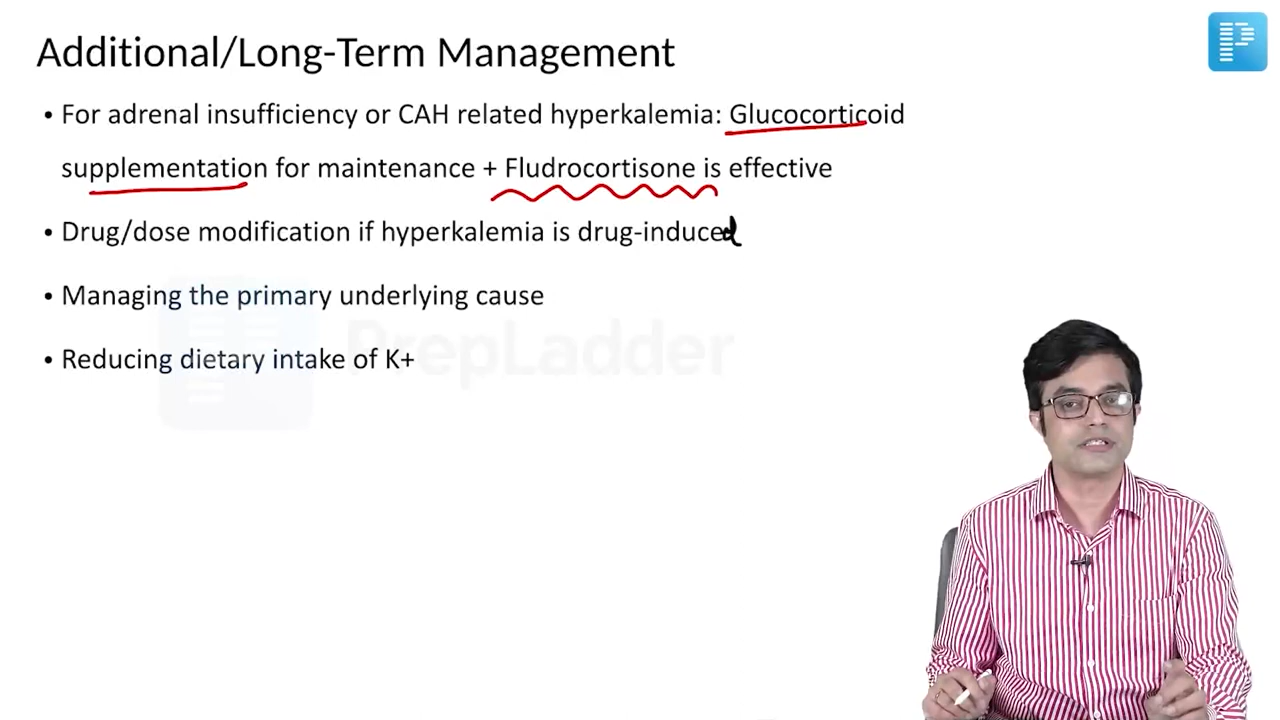 Additional/Long-Term Management
• For adrenal insufficiency or CAH related hyperkalemia: Glucocorticoid
supplementation for maintenance + Fludrocortisone is effective
• Drug/dose modification if hyperkalemia is drug-induced
• Managing the primary underlying cause
• Reducing dietary intake of K+
PrepLadder